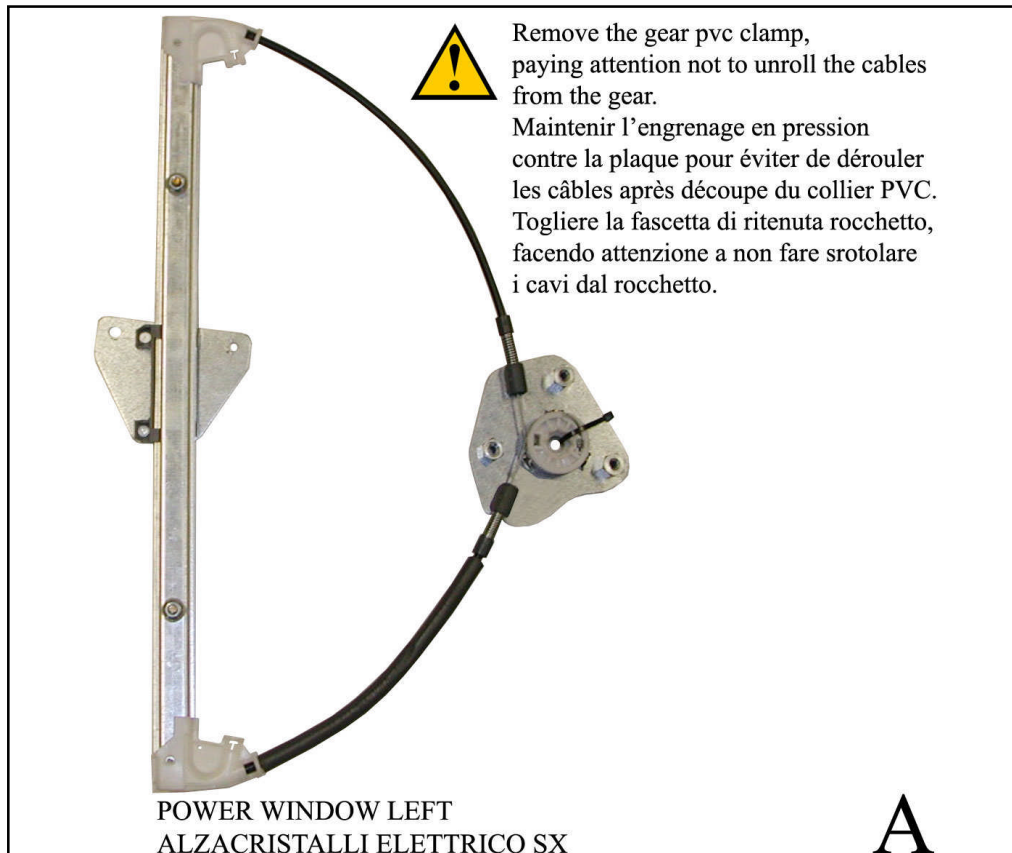 Remove the gear pvc clamp,
paying attention not to unroll the cables
from the gear.
Maintenir l’engrenage en pression
contre la plaque pour éviter de dérouler
les câbles après découpe du collier PVC.
Togliere la fascetta di ritenuta rocchetto,
facendo attenzione a non fare srotolare
i cavi dal rocchetto.
POWER WINDOW LEFT
ALZACRISTALLI ELETTRICO SX
A